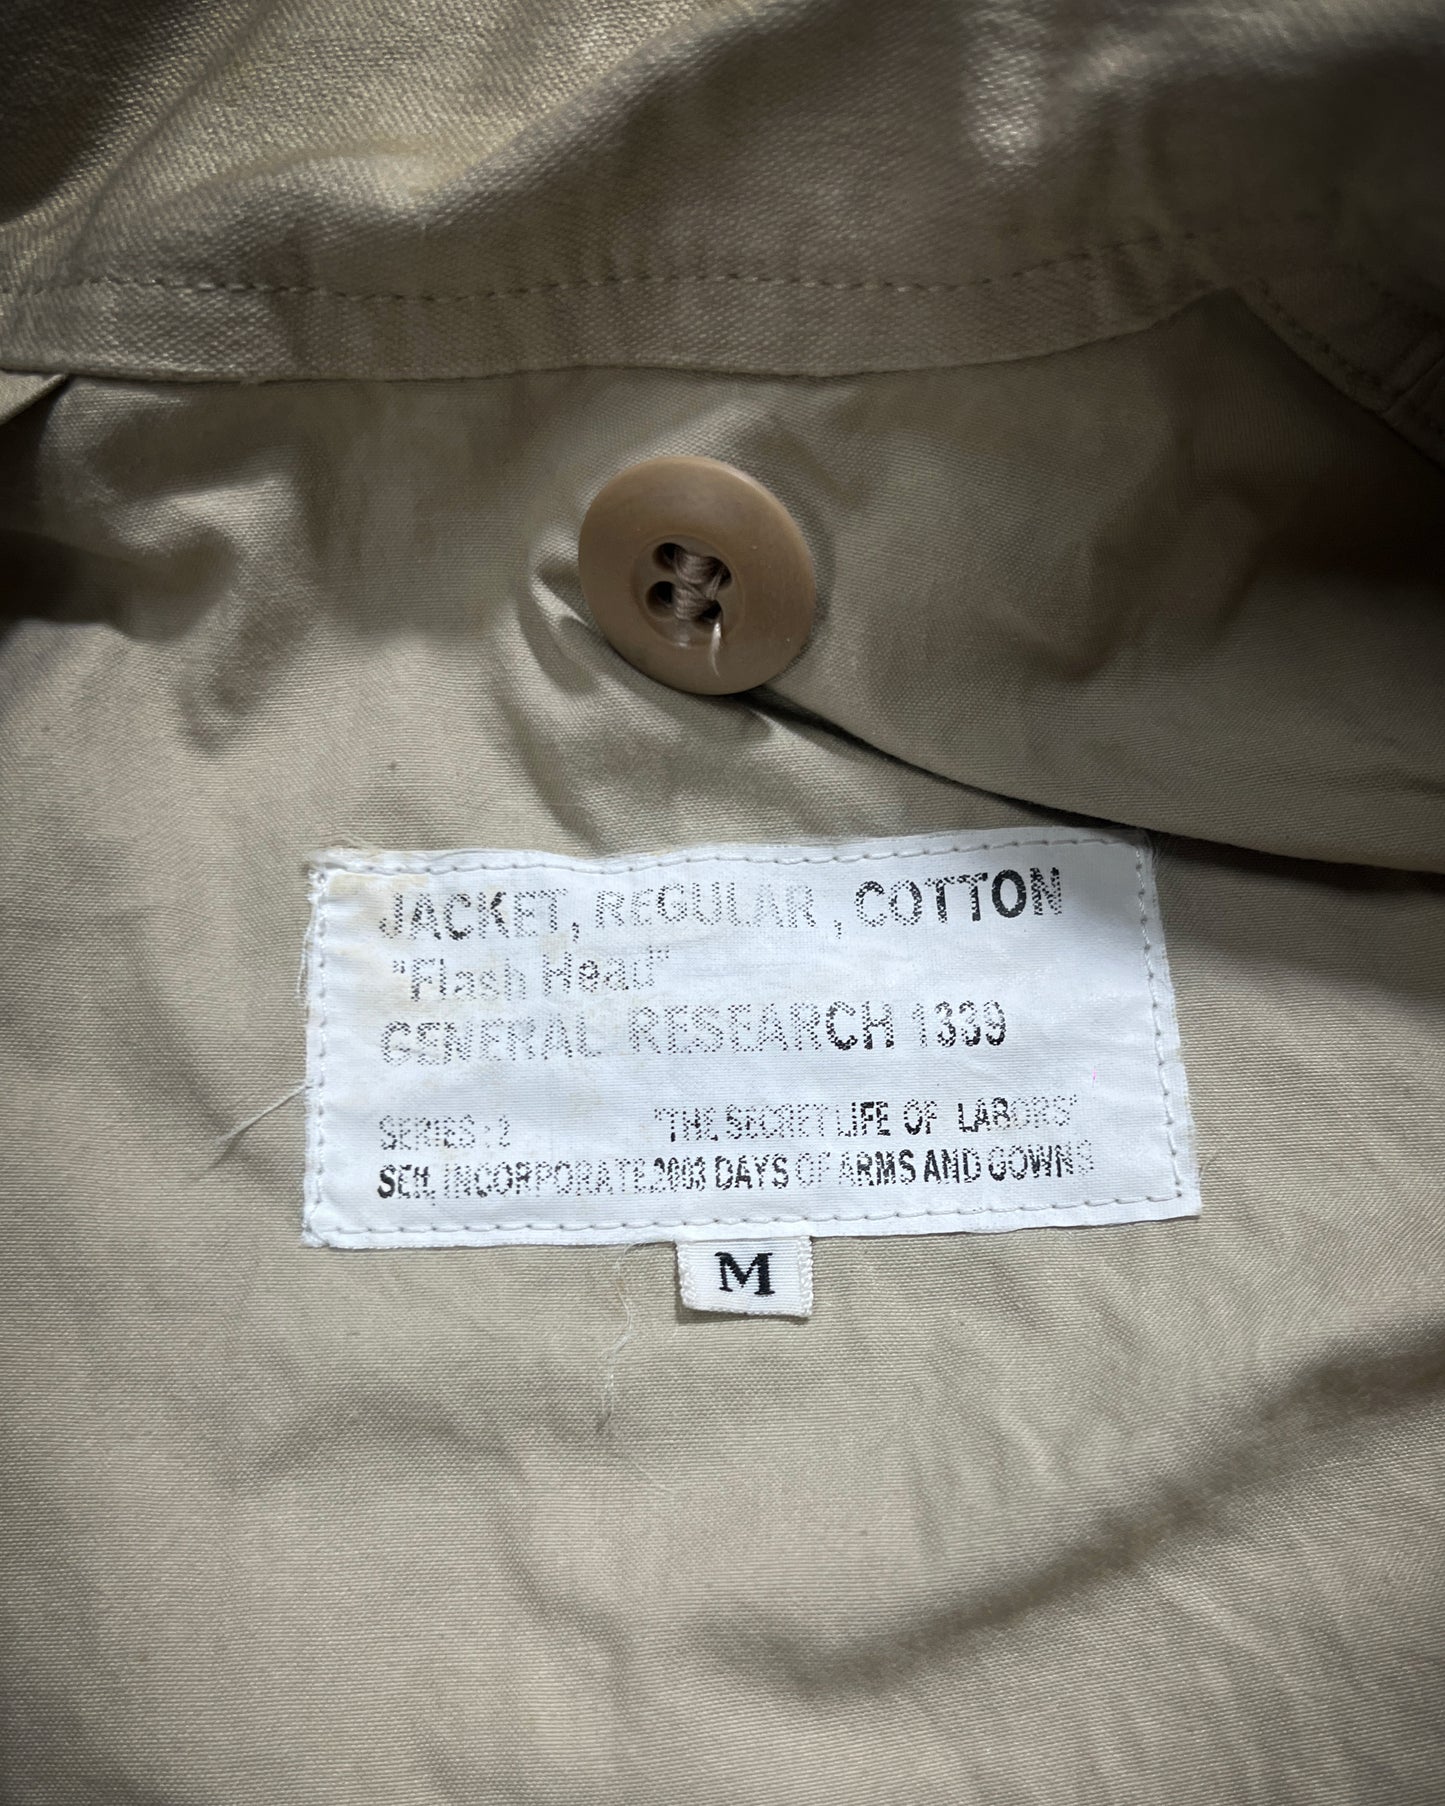 JACKET, REGULAR, COTTON
"Flash Head"
GENERAL RESEARCH 1339
SERIES : 2 "THE SECRET LIFE OF LABORS"
INCORPORATE 2003 DAYS OF ARMS AND GOWNS
M